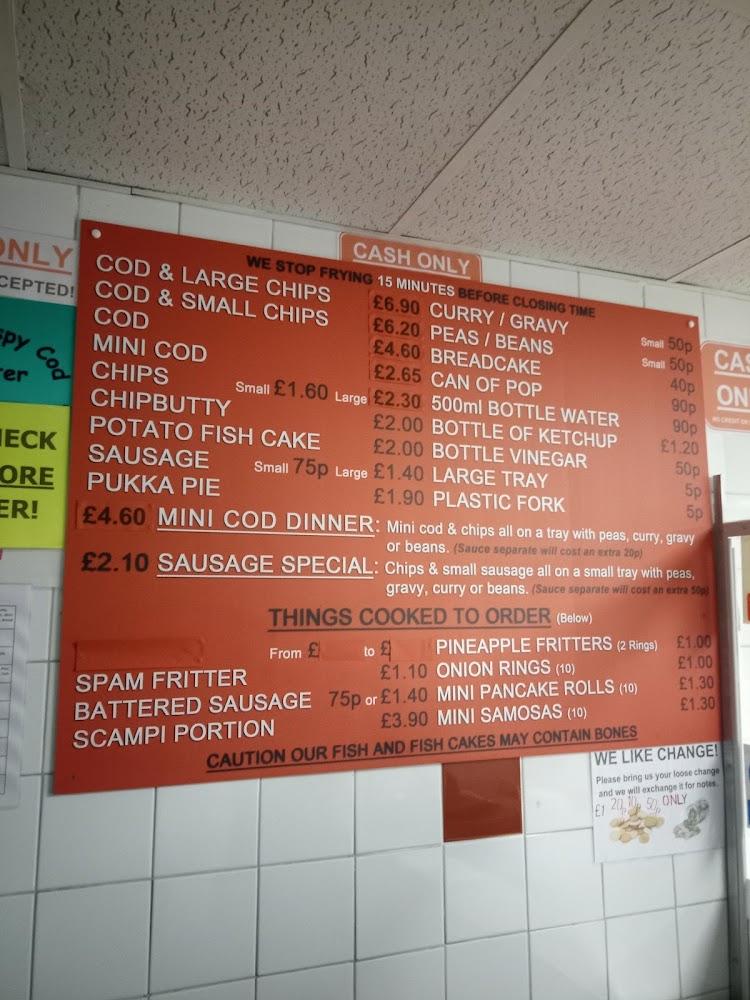 CASH ONLY
WE STOP FRYING 15 MINUTES BEFORE CLOSING TIME
COD & LARGE CHIPS £6.90
COD & SMALL CHIPS £6.20
COD £4.60
MINI COD £2.65
CHIPS Small £1.60 Large £2.30
CHIPBUTTY £2.00
POTATO FISH CAKE £2.00
SAUSAGE Small 75p Large £1.40
PUKKA PIE £1.90
CURRY / GRAVY Small 50p
PEAS / BEANS Small 50p
BREADCAKE 40p
CAN OF POP 90p
500ml BOTTLE WATER 90p
BOTTLE OF KETCHUP £1.20
BOTTLE VINEGAR 50p
LARGE TRAY 5p
PLASTIC FORK 5p
£4.60 MINI COD DINNER: Mini cod & chips all on a tray with peas, curry, gravy
or beans. (Sauce separate will cost an extra 20p)
£2.10 SAUSAGE SPECIAL: Chips & small sausage all on a small tray with peas,
gravy, curry or beans. (Sauce separate will cost an extra 50p)
THINGS COOKED TO ORDER (Below)
From £ to £
SPAM FRITTER £1.10
BATTERED SAUSAGE 75p or £1.40
SCAMPI PORTION £3.90
PINEAPPLE FRITTERS (2 Rings) £1.00
ONION RINGS (10) £1.00
MINI PANCAKE ROLLS (10) £1.30
MINI SAMOSAS (10) £1.30
CAUTION OUR FISH AND FISH CAKES MAY CONTAIN BONES
WE LIKE CHANGE!
Please bring us your loose change
and we will exchange it for notes.
£1 20p 10p 50p ONLY
ONLY
CEPTED!
Cod
HECK
ORE
ER!
CAS
ON